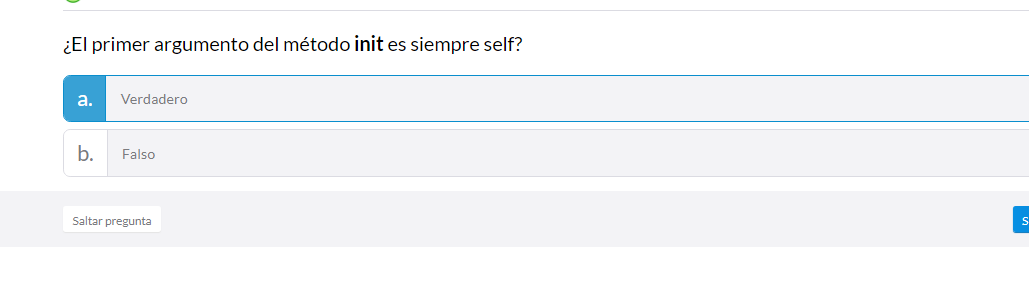 ¿El primer argumento del método init es siempre self?
a. Verdadero
b. Falso
Saltar pregunta